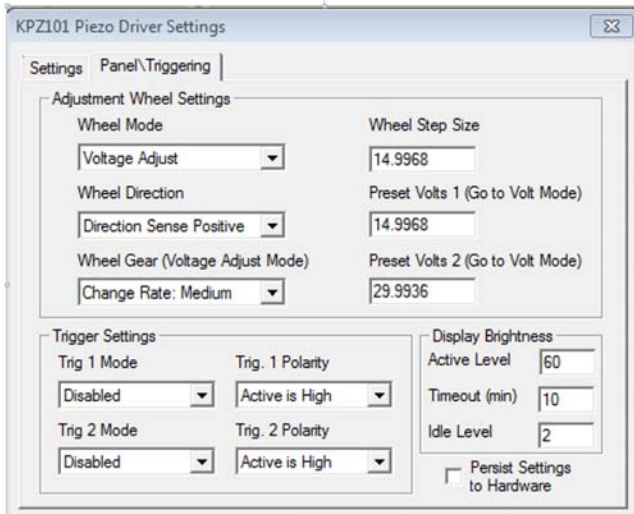 KPZ101 Piezo Driver Settings
Settings
Panel\Triggering
Adjustment Wheel Settings
Wheel Mode
Wheel Step Size
Voltage Adjust
14.9968
Wheel Direction
Preset Volts 1 (Go to Volt Mode)
Direction Sense Positive
14.9968
Wheel Gear (Voltage Adjust Mode)
Preset Volts 2 (Go to Volt Mode)
Change Rate: Medium
29.9936
Trigger Settings
Trig 1 Mode
Trig. 1 Polarity
Disabled
Active is High
Trig 2 Mode
Trig. 2 Polarity
Disabled
Active is High
Display Brightness
Active Level
60
Timeout (min)
10
Idle Level
2
Persist Settings
to Hardware